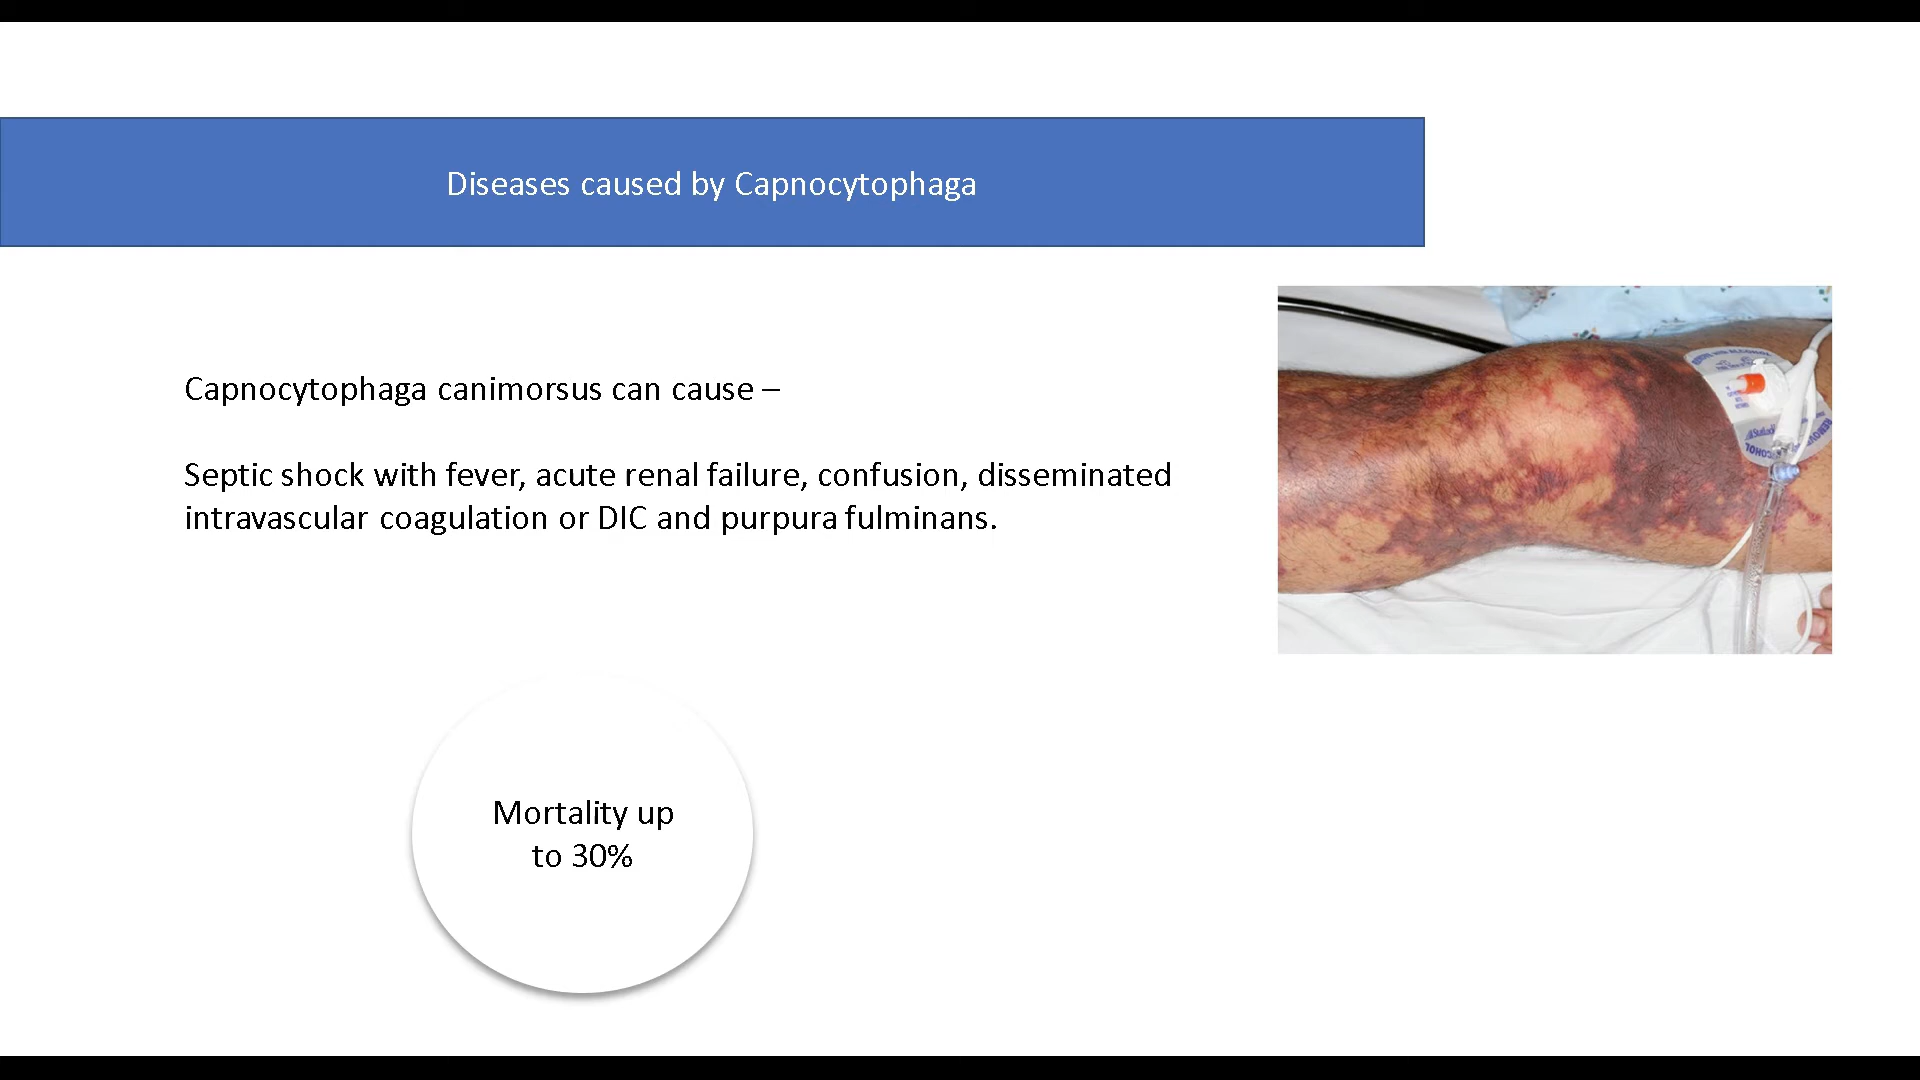 Diseases caused by Capnocytophaga
Capnocytophaga canimorsus can cause –
Septic shock with fever, acute renal failure, confusion, disseminated
intravascular coagulation or DIC and purpura fulminans.
Mortality up
to 30%